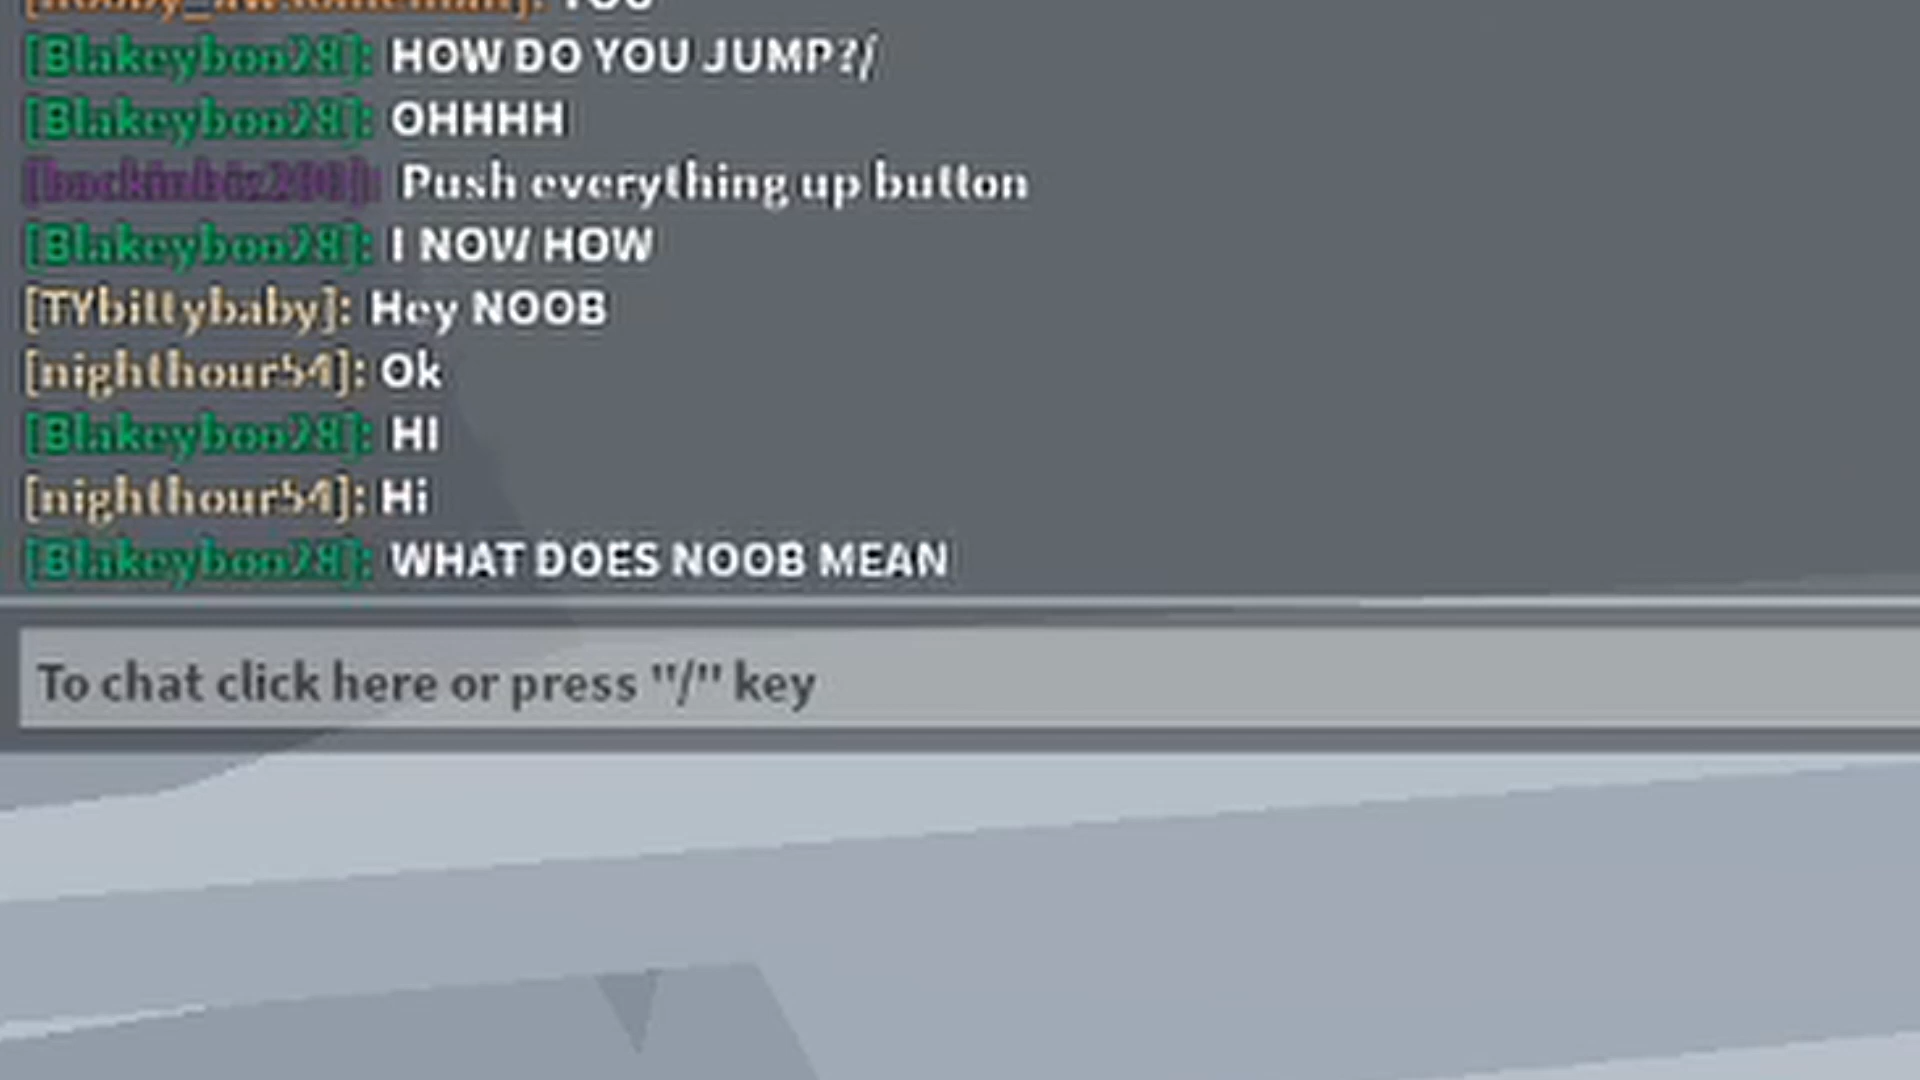 YOU
[Blakeyboo28]: HOW DO YOU JUMP?/
[Blakeyboo28]: OHHHH
Push everything up button
[Blakeyboo28]: I NOW HOW
[TYbittybaby]: Hey NOOB
[nighthour54]: Ok
[Blakeyboo28]: HI
[nighthour54]: Hi
[Blakeyboo28]: WHAT DOES NOOB MEAN
To chat click here or press "/" key